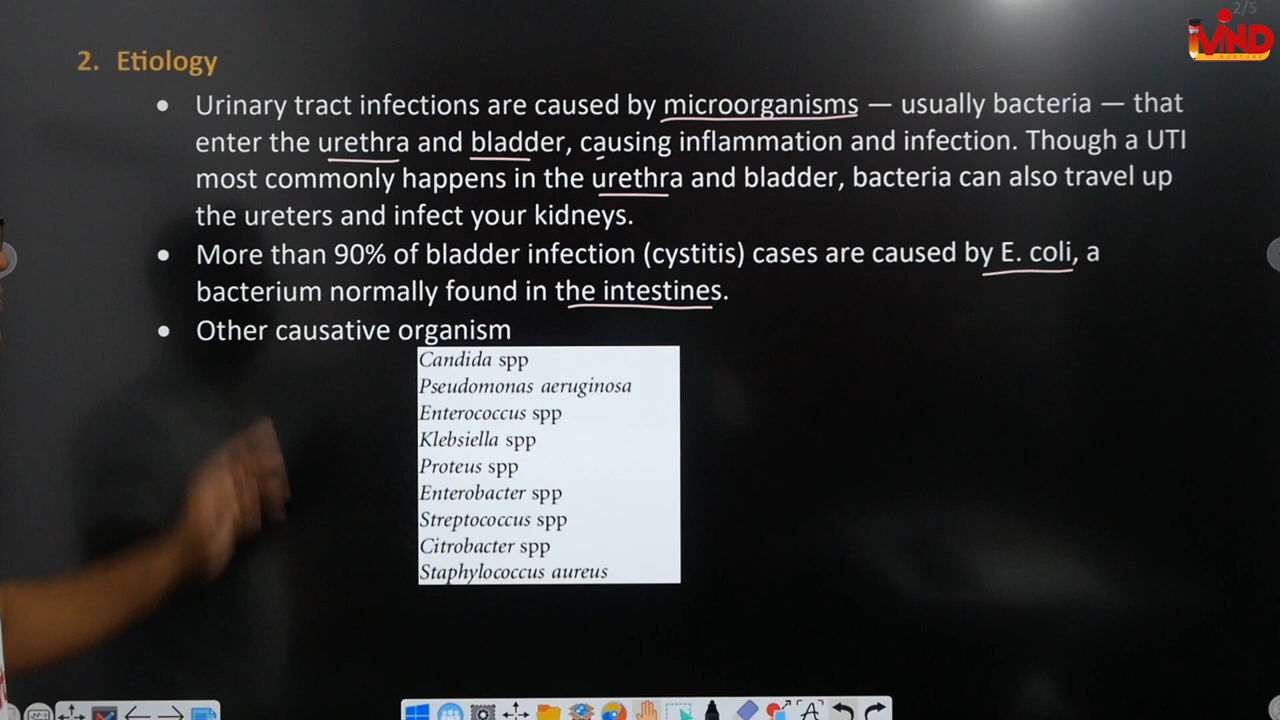 2/5
iMIND
NURTURE
2. Etiology
• Urinary tract infections are caused by microorganisms — usually bacteria — that
enter the urethra and bladder, causing inflammation and infection. Though a UTI
most commonly happens in the urethra and bladder, bacteria can also travel up
the ureters and infect your kidneys.
• More than 90% of bladder infection (cystitis) cases are caused by E. coli, a
bacterium normally found in the intestines.
• Other causative organism
Candida spp
Pseudomonas aeruginosa
Enterococcus spp
Klebsiella spp
Proteus spp
Enterobacter spp
Streptococcus spp
Citrobacter spp
Staphylococcus aureus